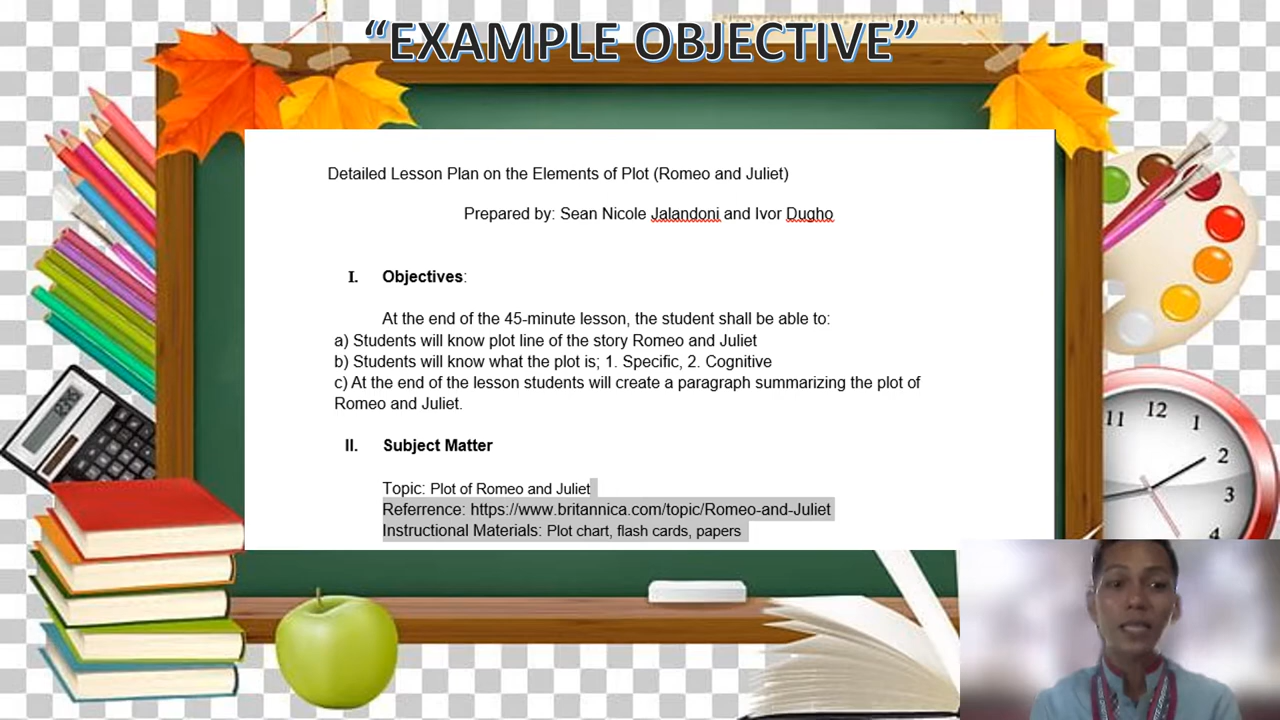 “EXAMPLE OBJECTIVE”
Detailed Lesson Plan on the Elements of Plot (Romeo and Juliet)
Prepared by: Sean Nicole Jalandoni and Ivor Dugho
I. Objectives:
At the end of the 45-minute lesson, the student shall be able to:
a) Students will know plot line of the story Romeo and Juliet
b) Students will know what the plot is; 1. Specific, 2. Cognitive
c) At the end of the lesson students will create a paragraph summarizing the plot of
Romeo and Juliet.
II. Subject Matter
Topic: Plot of Romeo and Juliet
Referrence: https://www.britannica.com/topic/Romeo-and-Juliet
Instructional Materials: Plot chart, flash cards, papers
11 12 1
2
3
4